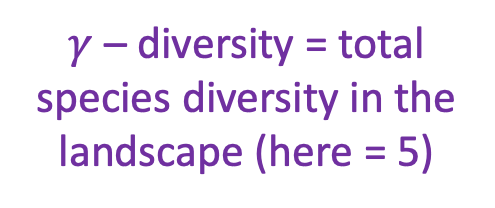 γ – diversity = total
species diversity in the
landscape (here = 5)